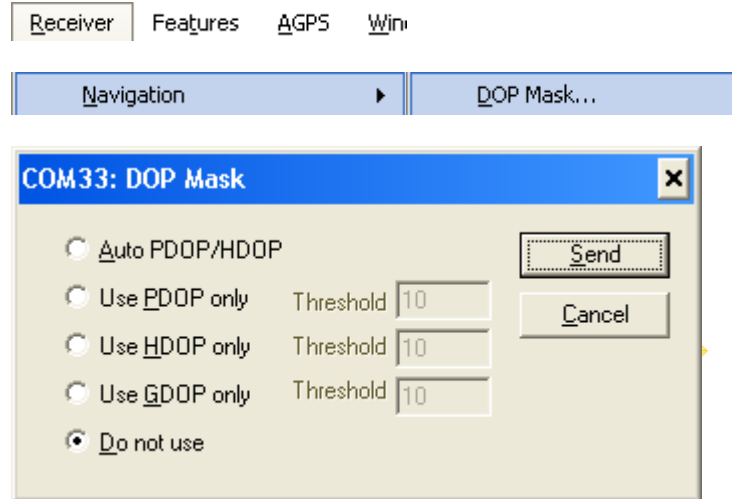 Receiver Features AGPS Win
Navigation DOP Mask...
COM33: DOP Mask
Auto PDOP/HDOP
Send
Use PDOP only Threshold 10
Cancel
Use HDOP only Threshold 10
Use GDOP only Threshold 10
Do not use